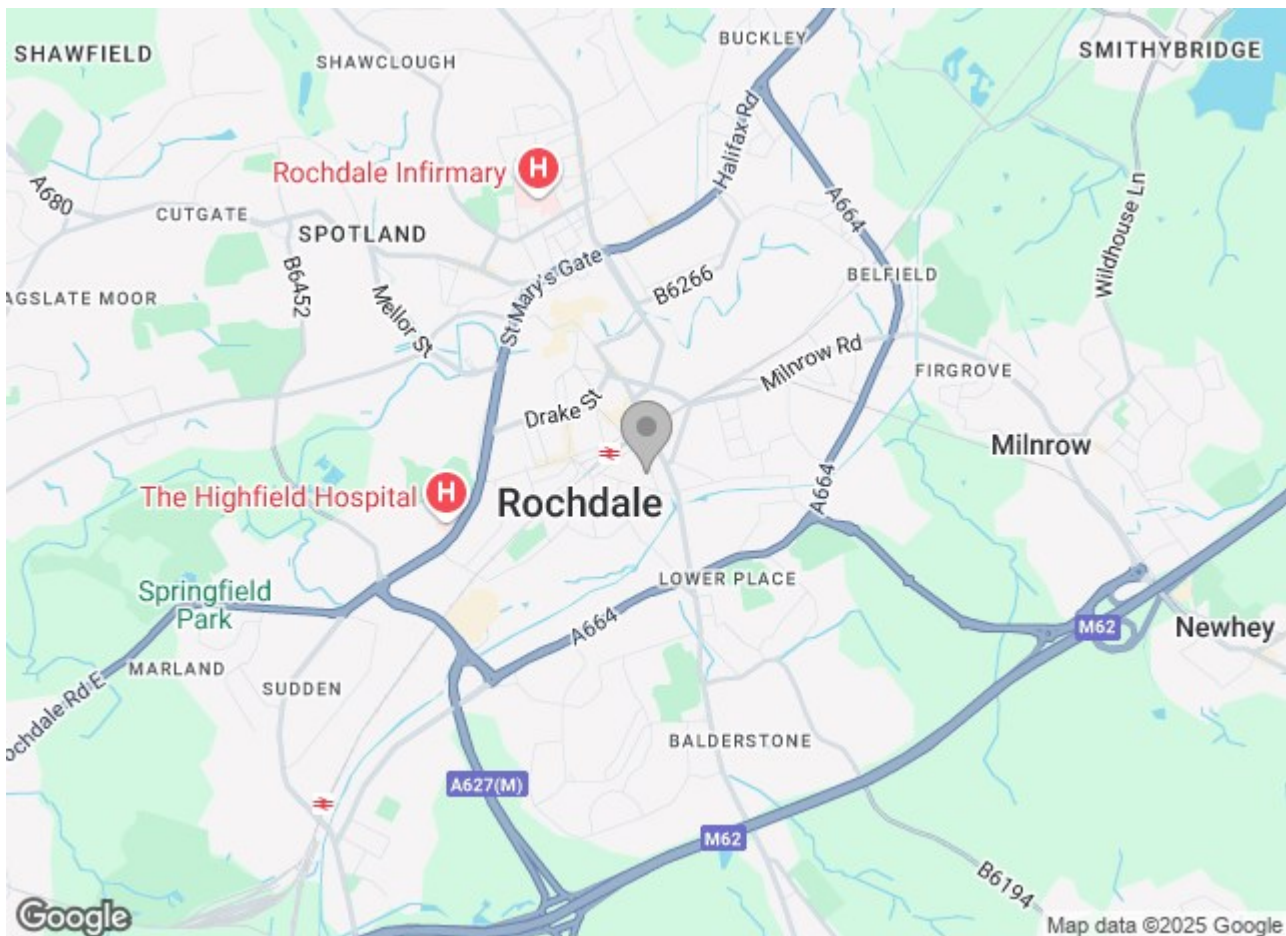 SHAWFIELD
SHAWCLOUGH
BUCKLEY
SMITHYBRIDGE
Halifax Rd
Rochdale Infirmary
H
A680
CUTGATE
SPOTLAND
A664
Wildhouse Ln
AGSLATE MOOR
B6452
Mellor St
St Mary's Gate
B6266
BELFIELD
Milnrow Rd
FIRGROVE
Drake St
Milnrow
The Highfield Hospital
H
Rochdale
A664
LOWER PLACE
Springfield
Park
A664
M62
Newhey
MARLAND
SUDDEN
ochdale Rd E
BALDERSTONE
A627(M)
M62
B6194
Google
Map data ©2025 Google